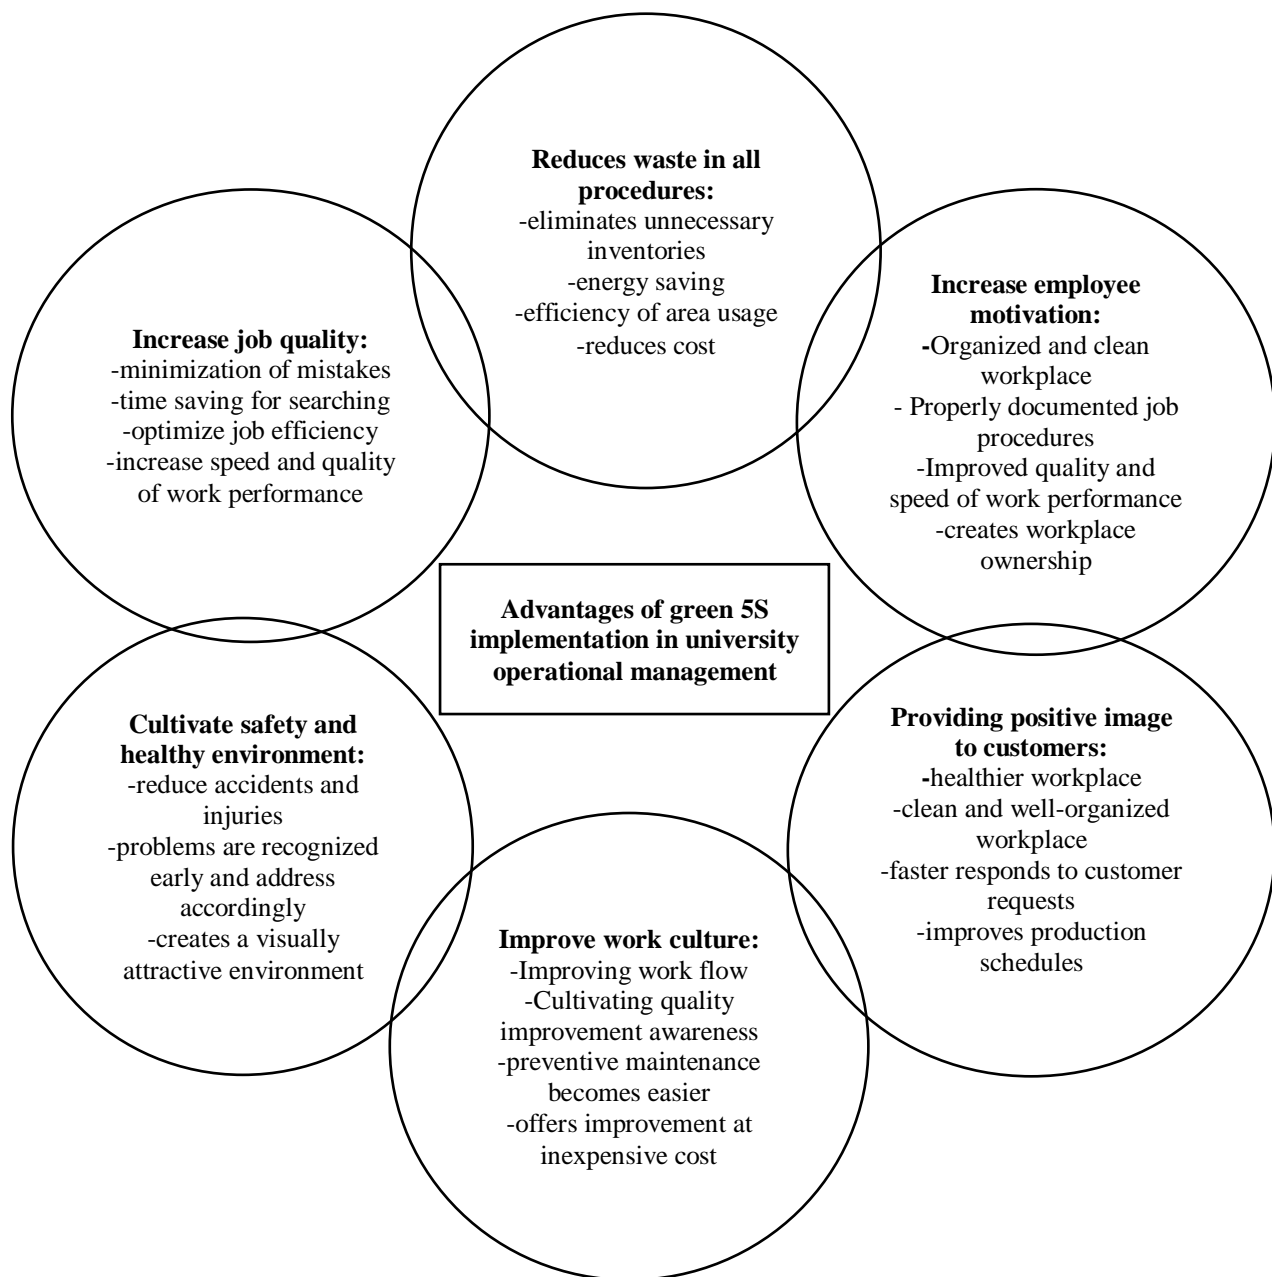 Reduces waste in all
procedures:
-eliminates unnecessary
inventories
-energy saving
-efficiency of area usage
-reduces cost
Increase employee
motivation:
-Organized and clean
workplace
- Properly documented job
procedures
-Improved quality and
speed of work performance
-creates workplace
ownership
Increase job quality:
-minimization of mistakes
-time saving for searching
-optimize job efficiency
-increase speed and quality
of work performance
Advantages of green 5S
implementation in university
operational management
Cultivate safety and
healthy environment:
-reduce accidents and
injuries
-problems are recognized
early and address
accordingly
-creates a visually
attractive environment
Providing positive image
to customers:
-healthier workplace
-clean and well-organized
workplace
-faster responds to customer
requests
-improves production
schedules
Improve work culture:
-Improving work flow
-Cultivating quality
improvement awareness
-preventive maintenance
becomes easier
-offers improvement at
inexpensive cost